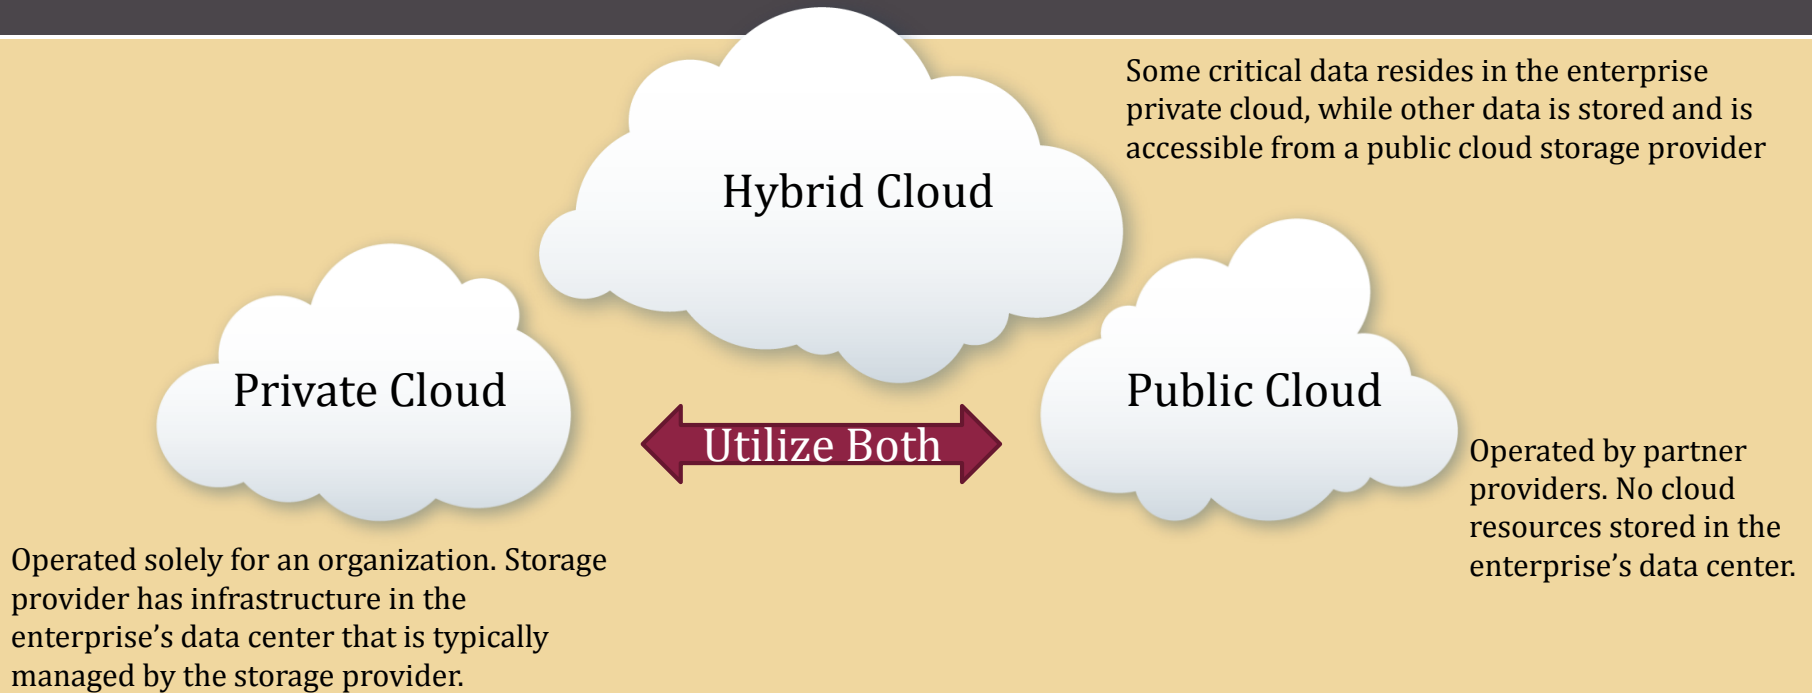 Some critical data resides in the enterprise
private cloud, while other data is stored and is
accessible from a public cloud storage provider
Hybrid Cloud
Private Cloud
Public Cloud
Utilize Both
Operated by partner
providers. No cloud
resources stored in the
enterprise’s data center.
Operated solely for an organization. Storage
provider has infrastructure in the
enterprise’s data center that is typically
managed by the storage provider.